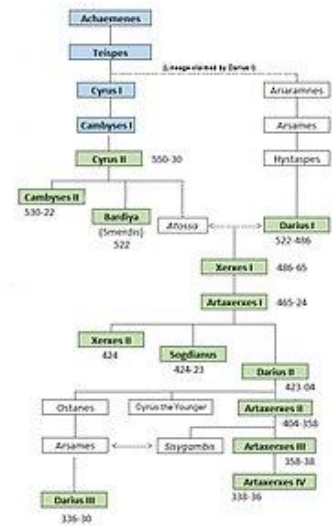 Achaemenes
Teispes
(Lineage claimed by Darius I)
Cyrus I
Ariaramnes
Cambyses I
Arsames
Cyrus II 550-30
Hystaspes
Cambyses II
530-22
Bardiya
(Smerdis)
522
Atossa
Darius I
522-486
Xerxes I 486-65
Artaxerxes I 465-24
Xerxes II
424
Sogdianus
424-23
Darius II
423-04
Ostanes
Cyrus the Younger
Artaxerxes II
404-358
Arsames
Sisygambis
Artaxerxes III
358-38
Artaxerxes IV
338-36
Darius III
336-30